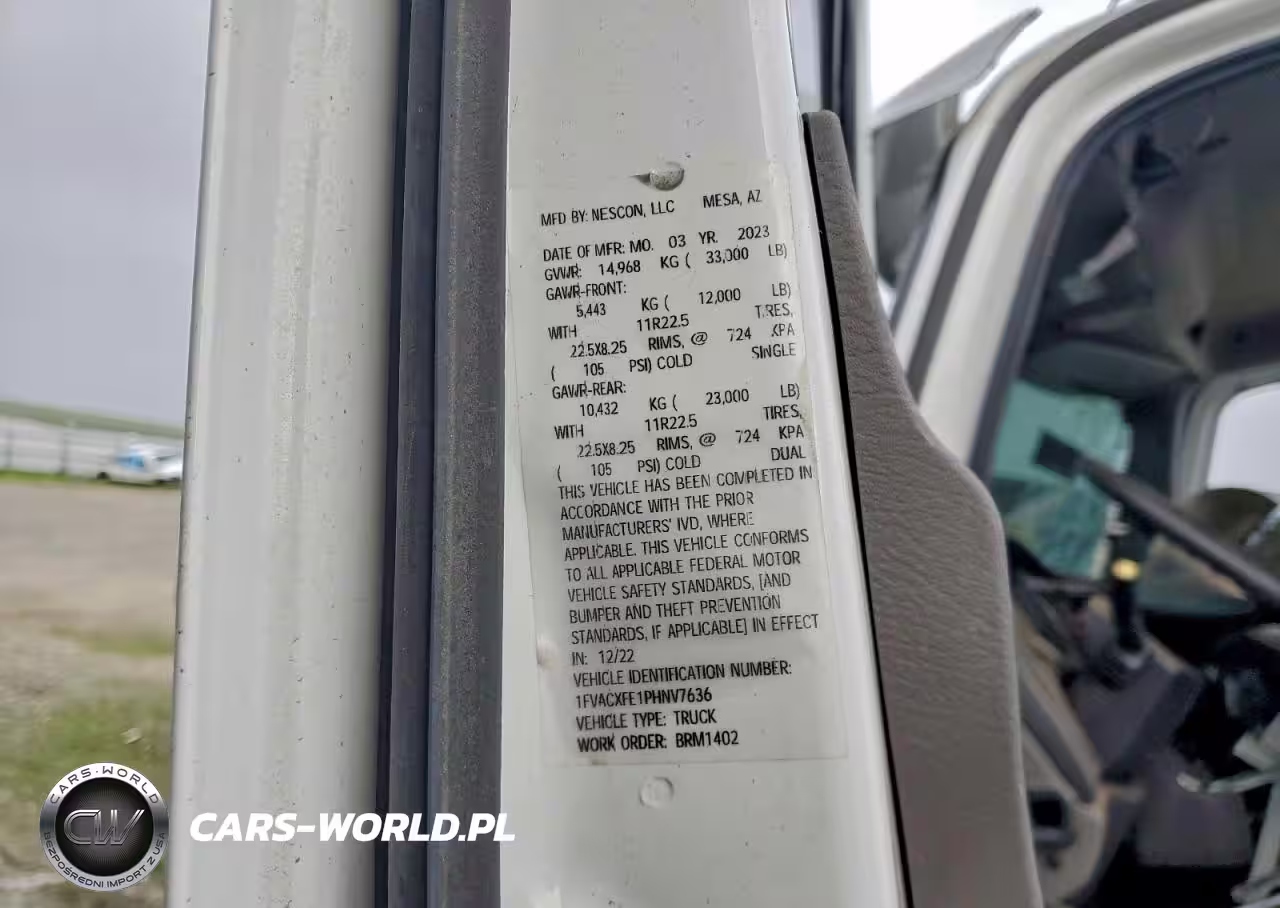 MFD BY: NESCON, LLC MESA, AZ
DATE OF MFR: MO. 03 YR. 2023
GVWR: 14,968 KG ( 33,000 LB)
GAWR-FRONT:
5,443 KG ( 12,000 LB)
WITH 11R22.5 TIRES,
22.5X8.25 RIMS, @ 724 KPA
( 105 PSI) COLD SINGLE
GAWR-REAR:
10,432 KG ( 23,000 LB)
WITH 11R22.5 TIRES,
22.5X8.25 RIMS, @ 724 KPA
( 105 PSI) COLD DUAL
THIS VEHICLE HAS BEEN COMPLETED IN
ACCORDANCE WITH THE PRIOR
MANUFACTURERS' IVD, WHERE
APPLICABLE. THIS VEHICLE CONFORMS
TO ALL APPLICABLE FEDERAL MOTOR
VEHICLE SAFETY STANDARDS, [AND
BUMPER AND THEFT PREVENTION
STANDARDS, IF APPLICABLE] IN EFFECT
IN: 12/22
VEHICLE IDENTIFICATION NUMBER:
1FVACXFE1PHNV7636
VEHICLE TYPE: TRUCK
WORK ORDER: BRM1402
CARS-WORLD
CW
BEZPOŚREDNI IMPORT Z USA
CARS-WORLD.PL